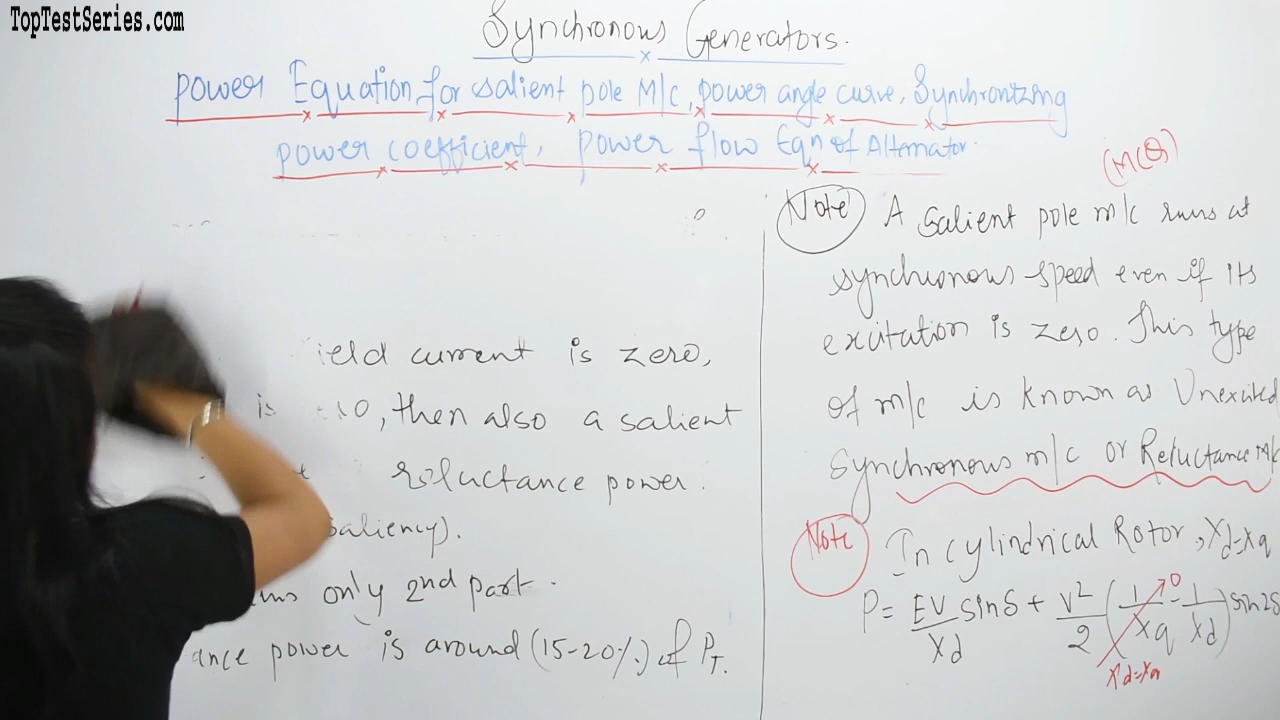 TopTestSeries.com
Synchronous Generators.
Power Equation for salient pole M/c, power angle curve, Synchronizing
power coefficient, power flow Eqn of Alternator.
(MCQ)
field current is zero,
is, then also a salient
reluctance power.
saliency).
only 2nd part.
power is around (15-20%) of PT.
Note A salient pole m/c runs at
synchronous speed even if its
excitation is zero. This type
of m/c is known as Unexcited
Synchronous m/c or Reluctance M/c
Note In cylindrical Rotor, Xd=Xq
P = EV/Xd sinδ + V²/2 (1/Xq - 1/Xd) sin2δ
0
Xd=Xq